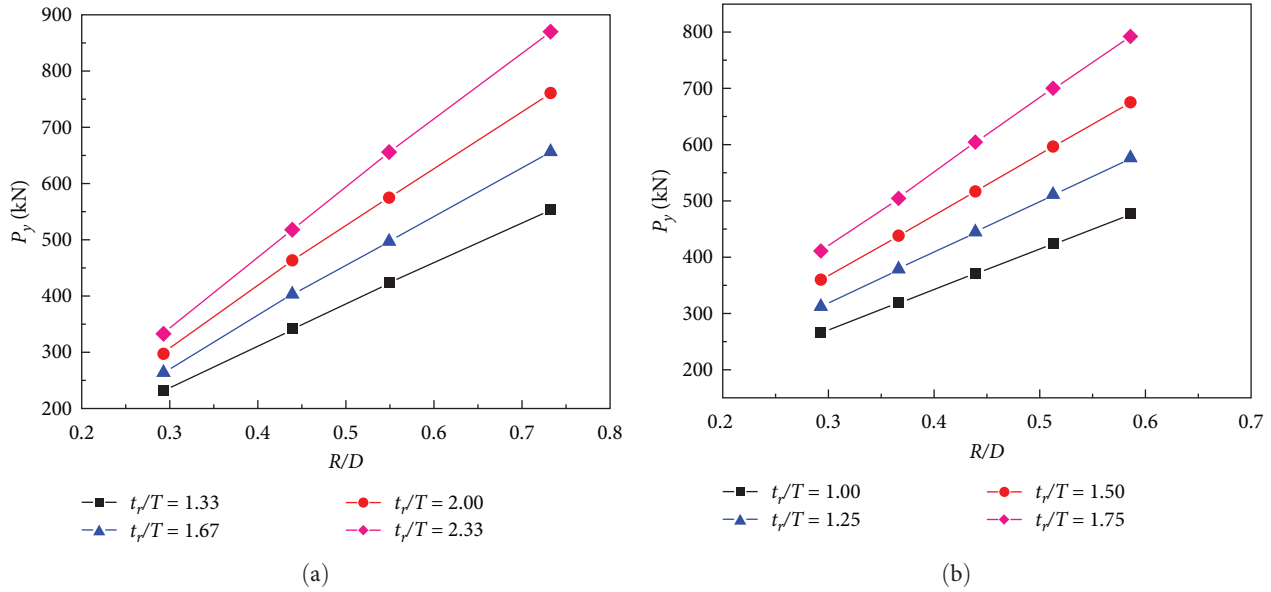 900
800
700
600
500
400
300
200
P_y (kN)
0.2 0.3 0.4 0.5 0.6 0.7 0.8
R/D
t_r/T = 1.33 t_r/T = 2.00
t_r/T = 1.67 t_r/T = 2.33
(a)
800
700
600
500
400
300
200
P_y (kN)
0.2 0.3 0.4 0.5 0.6 0.7
R/D
t_r/T = 1.00 t_r/T = 1.50
t_r/T = 1.25 t_r/T = 1.75
(b)